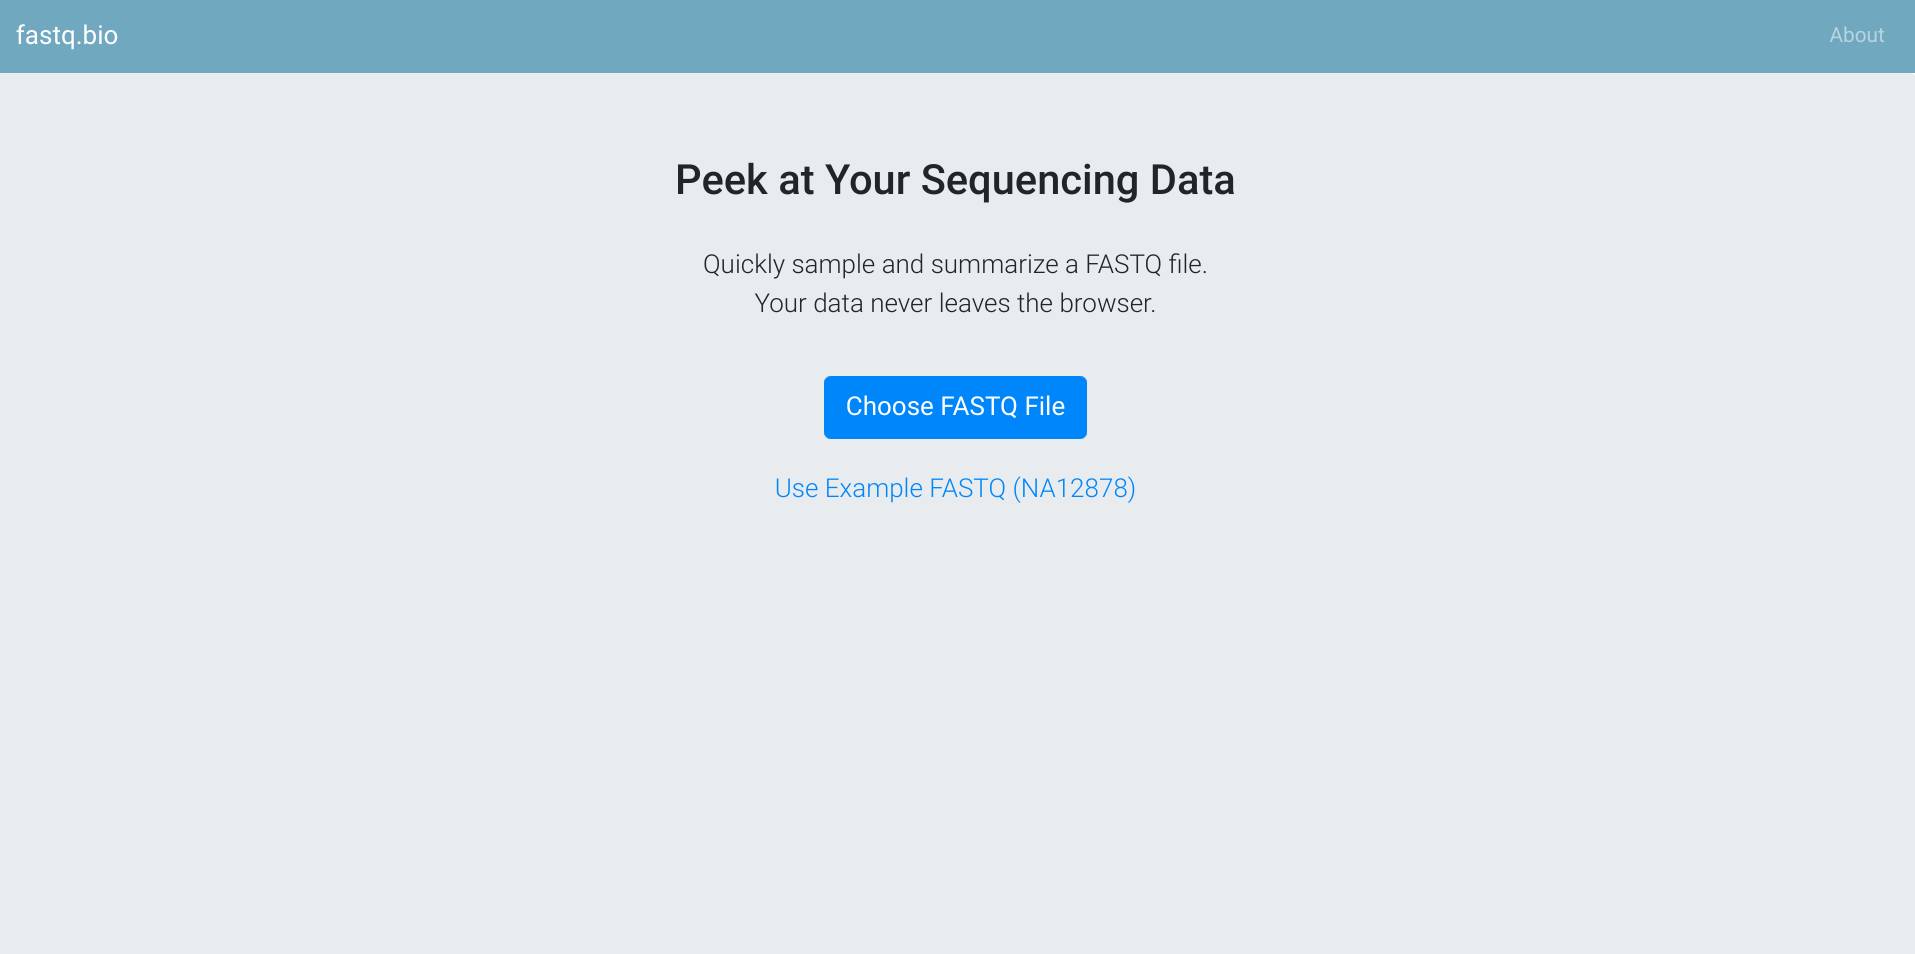 fastq.bio
About
Peek at Your Sequencing Data
Quickly sample and summarize a FASTQ file.
Your data never leaves the browser.
Choose FASTQ File
Use Example FASTQ (NA12878)